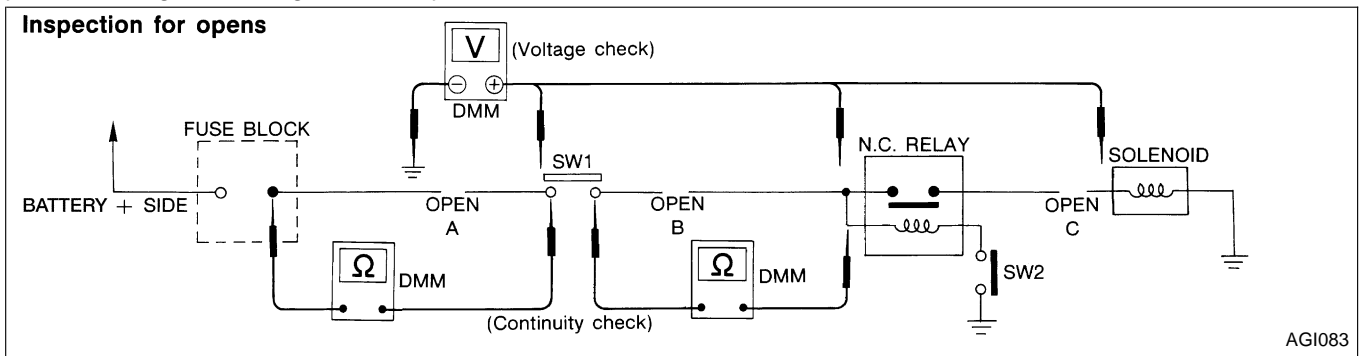 Inspection for opens
V
(Voltage check)
DMM
FUSE BLOCK
SW1
N.C. RELAY
SOLENOID
BATTERY + SIDE
OPEN
A
OPEN
B
OPEN
C
Ω
DMM
Ω
DMM
SW2
(Continuity check)
AGI083